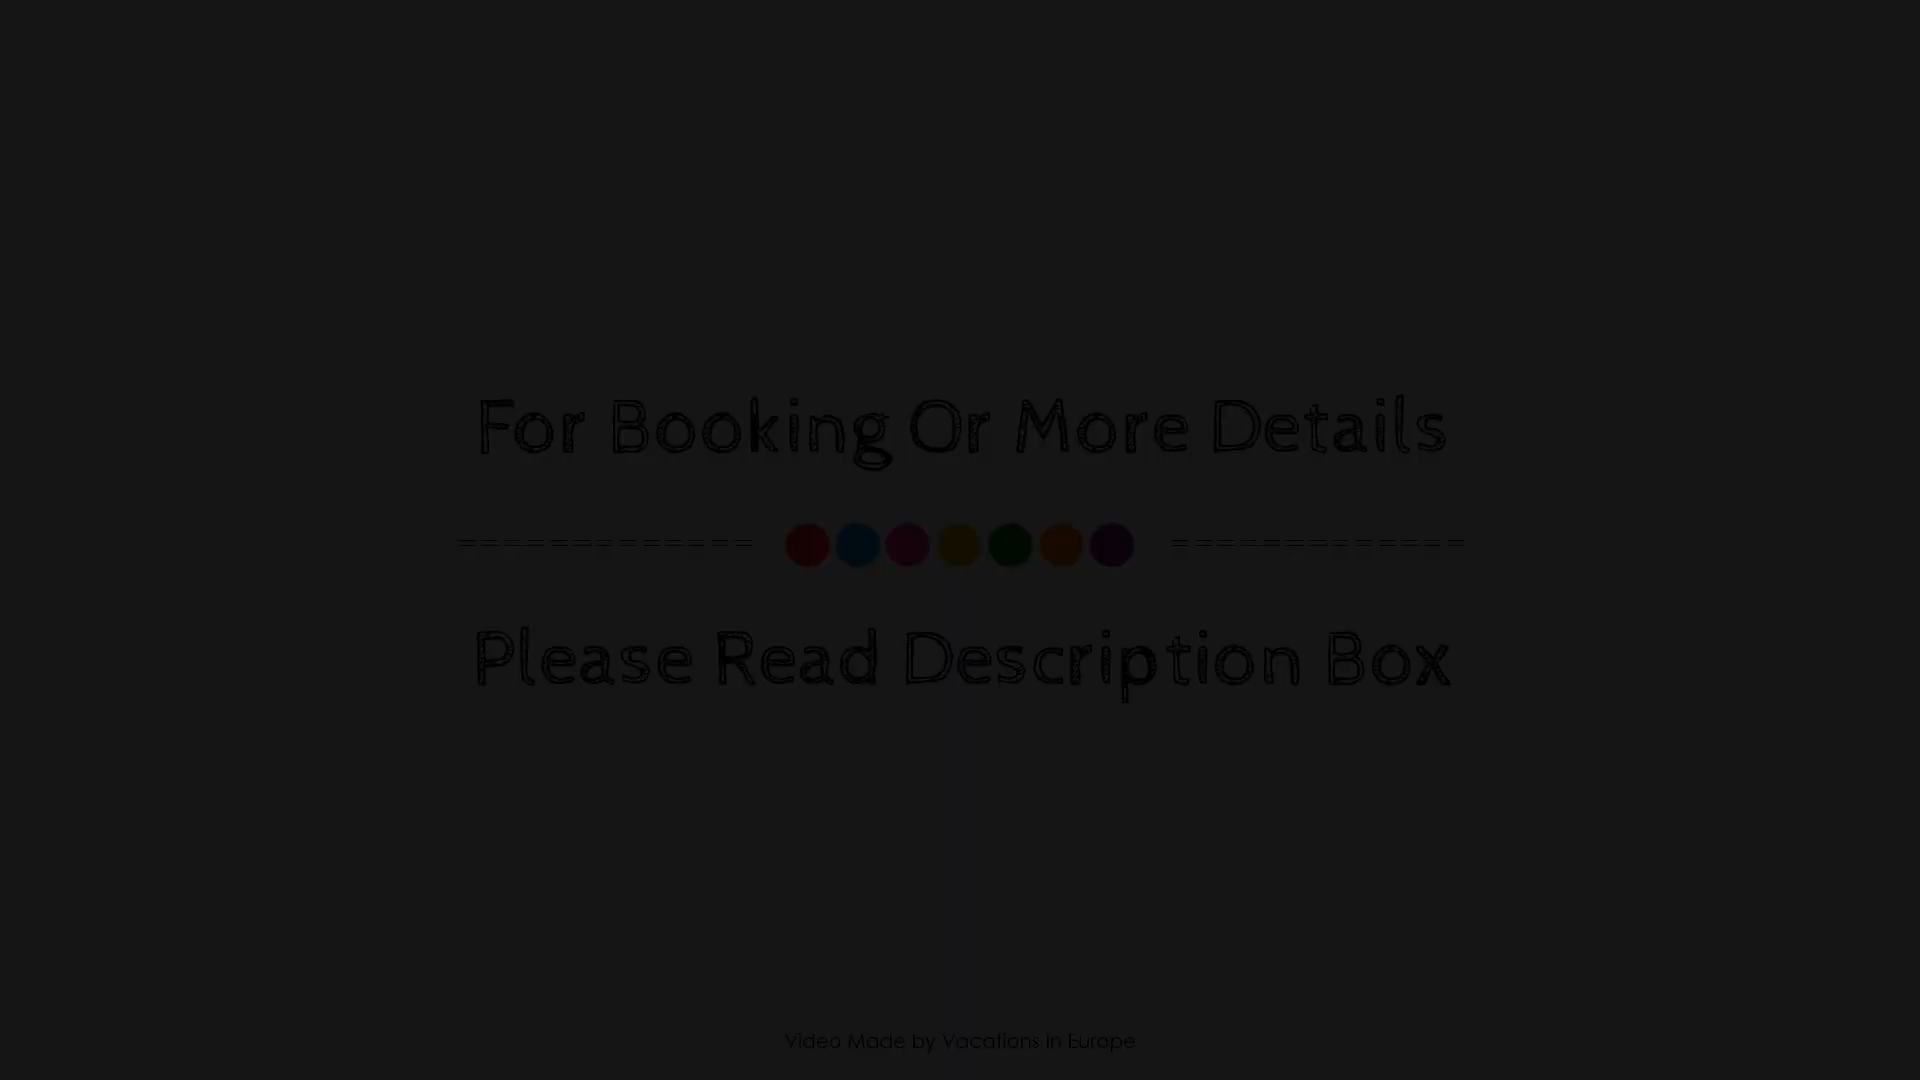 For Booking Or More Details
============= =============
Please Read Description Box
Video Made by Vacations in Europe